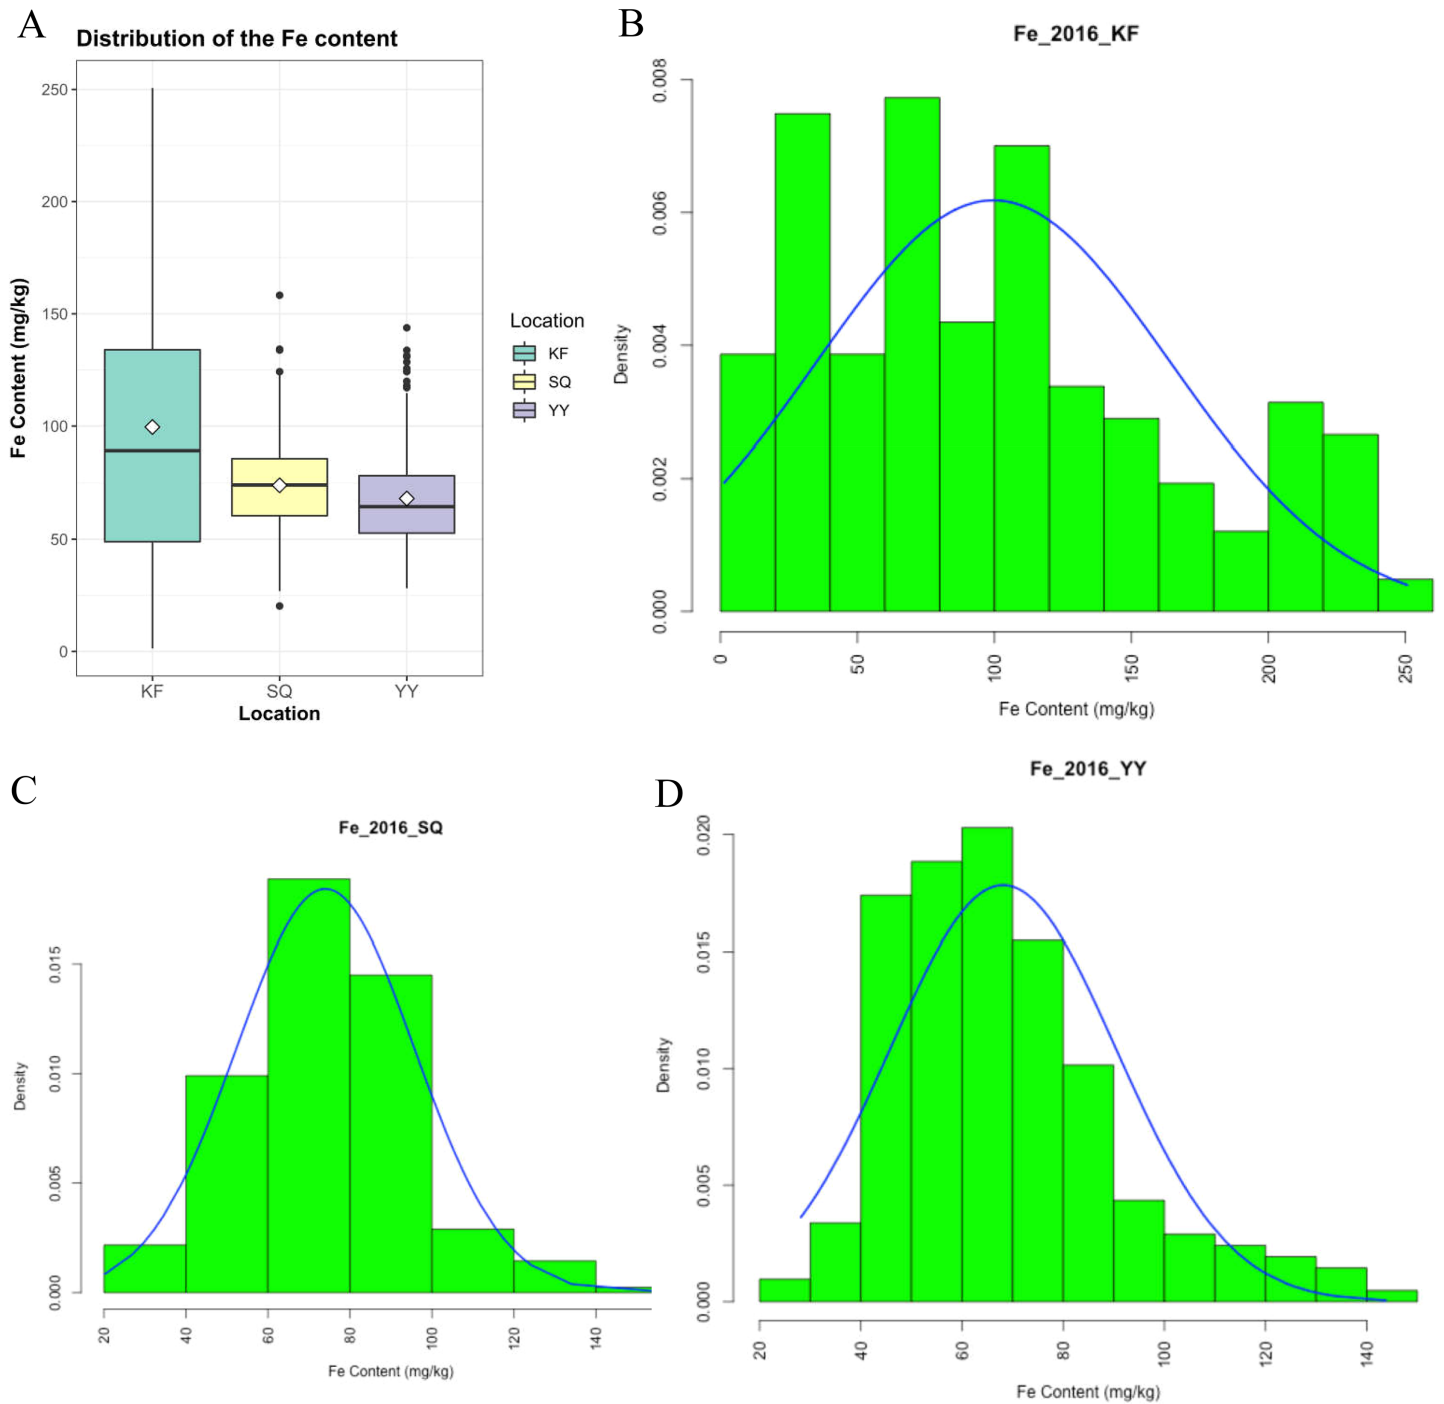 A
Distribution of the Fe content
250
200
150
100
50
0
Fe Content (mg/kg)
KF
SQ
YY
Location
Location
KF
SQ
YY
B
Fe_2016_KF
0.008
0.006
0.004
0.002
0.000
Density
0
50
100
150
200
250
Fe Content (mg/kg)
C
Fe_2016_SQ
0.015
0.010
0.005
0.000
Density
20
40
60
80
100
120
140
Fe Content (mg/kg)
D
Fe_2016_YY
0.020
0.015
0.010
0.005
0.000
Density
20
40
60
80
100
120
140
Fe Content (mg/kg)